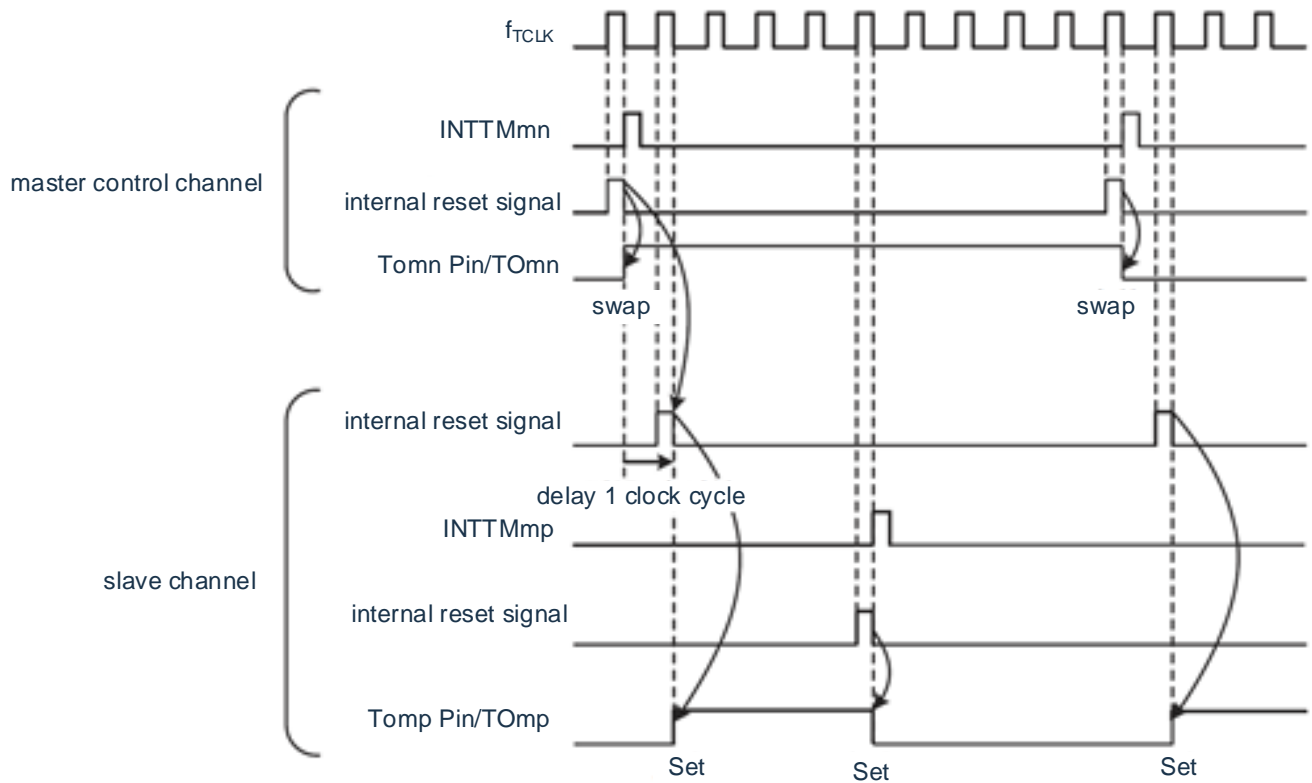 fTCLK
INTTMmn
master control channel
internal reset signal
Tomn Pin/TOmn
swap
swap
internal reset signal
delay 1 clock cycle
INTTMmp
slave channel
internal reset signal
Tomp Pin/TOmp
Set
Set
Set